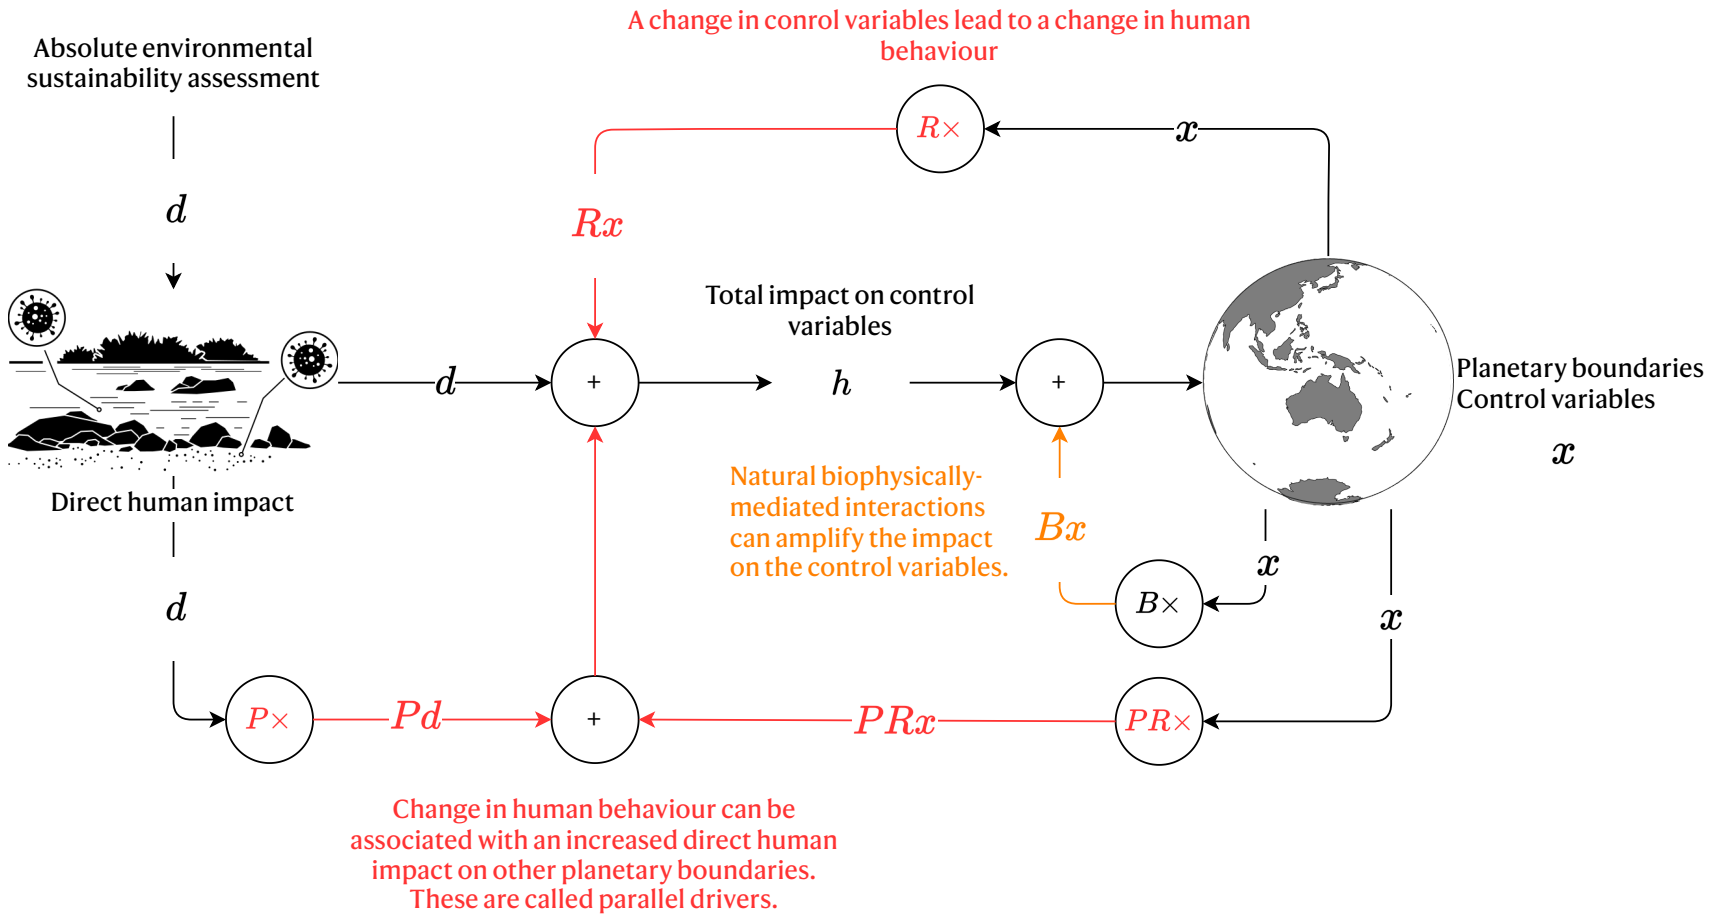 A change in conrol variables lead to a change in human
behaviour
Absolute environmental
sustainability assessment
R×
x
d
Rx
Total impact on control
variables
d
+
h
+
Planetary boundaries
Control variables
x
Natural biophysically-
mediated interactions
can amplify the impact
on the control variables.
Bx
x
B×
Direct human impact
d
x
P×
Pd
+
PRx
PR×
Change in human behaviour can be
associated with an increased direct human
impact on other planetary boundaries.
These are called parallel drivers.